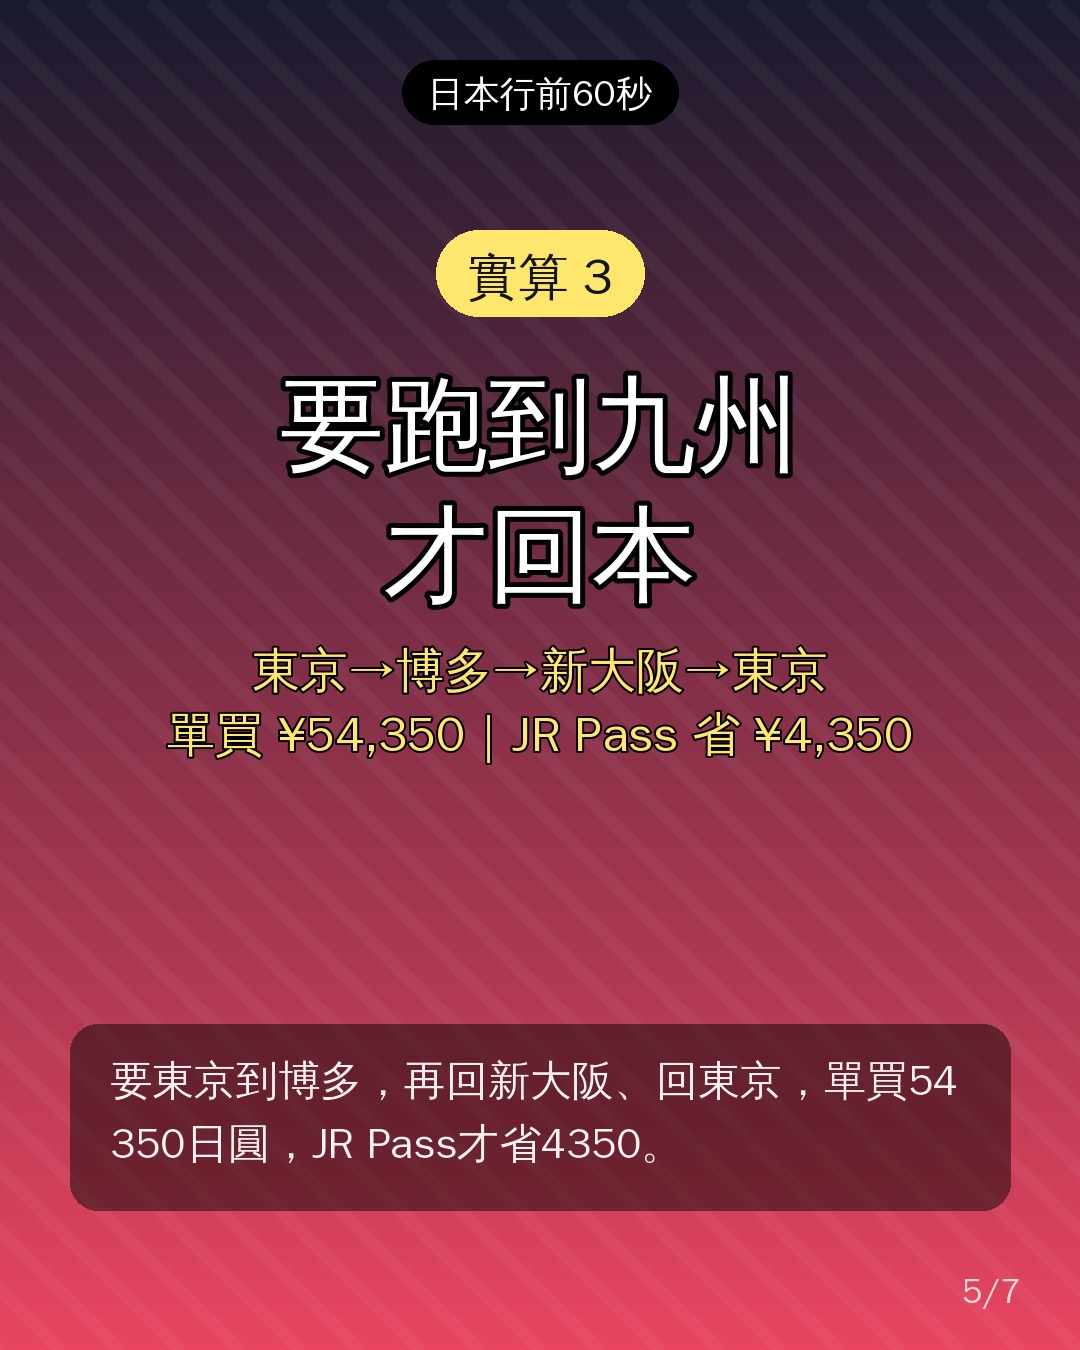 日本行前60秒
實算 3
要跑到九州
才回本
東京→博多→新大阪→東京
單買 ¥54,350 | JR Pass 省 ¥4,350
要東京到博多，再回新大阪、回東京，單買54
350日圓，JR Pass才省4350。
5/7